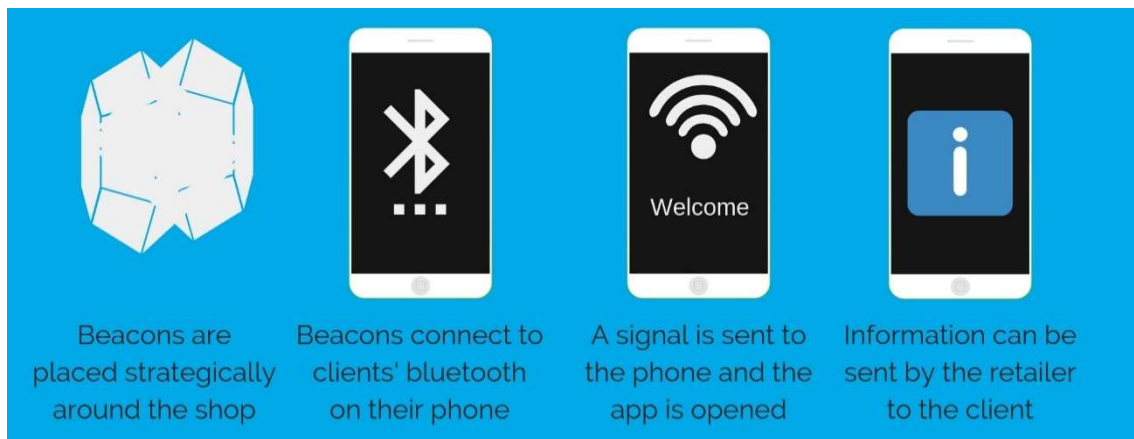 Welcome
Beacons are
placed strategically
around the shop
Beacons connect to
clients' bluetooth
on their phone
A signal is sent to
the phone and the
app is opened
Information can be
sent by the retailer
to the client